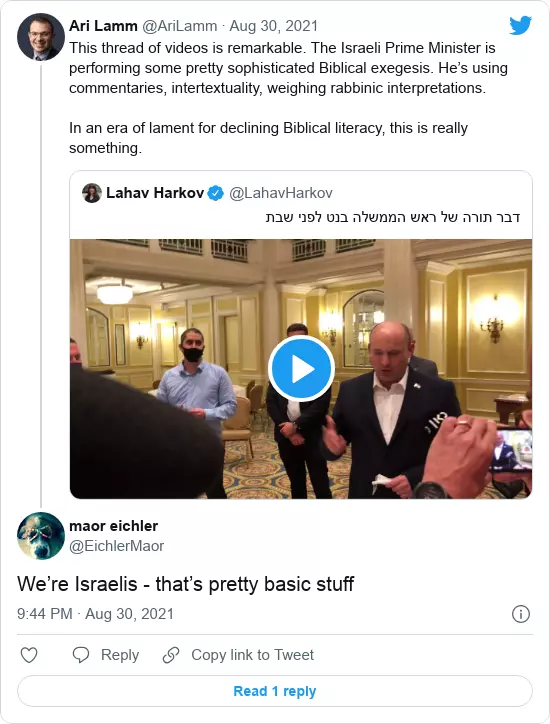 Ari Lamm @AriLamm · Aug 30, 2021
This thread of videos is remarkable. The Israeli Prime Minister is
performing some pretty sophisticated Biblical exegesis. He’s using
commentaries, intertextuality, weighing rabbinic interpretations.
In an era of lament for declining Biblical literacy, this is really
something.
Lahav Harkov @LahavHarkov
דבר תורה של ראש הממשלה בנט לפני שבת
כאן
maor eichler
@EichlerMaor
We’re Israelis - that’s pretty basic stuff
9:44 PM · Aug 30, 2021
Reply
Copy link to Tweet
Read 1 reply